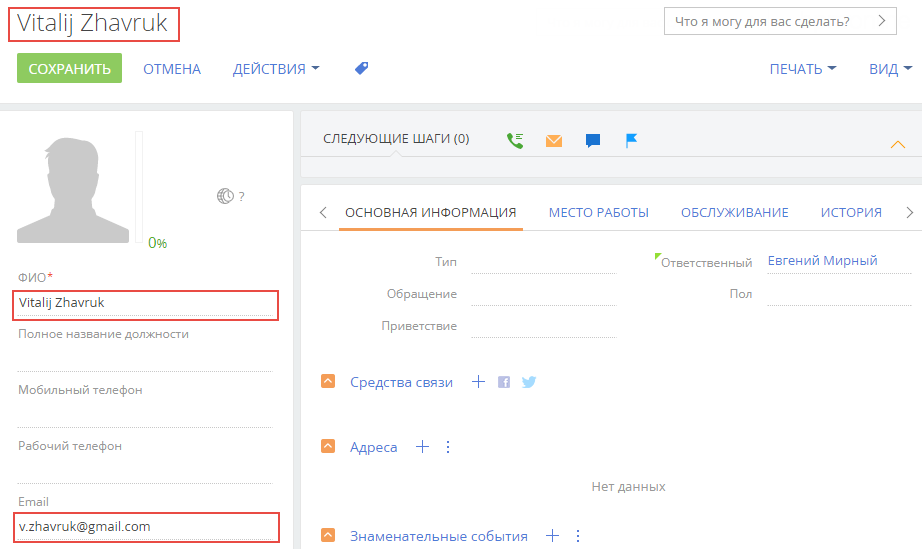 Vitalij Zhavruk
Что я могу для вас сделать?
СОХРАНИТЬ ОТМЕНА ДЕЙСТВИЯ ПЕЧАТЬ ВИД
СЛЕДУЮЩИЕ ШАГИ (0)
?
0%
ОСНОВНАЯ ИНФОРМАЦИЯ МЕСТО РАБОТЫ ОБСЛУЖИВАНИЕ ИСТОРИЯ
ФИО*
Vitalij Zhavruk
Полное название должности
Мобильный телефон
Рабочий телефон
Email
v.zhavruk@gmail.com
Тип
Ответственный Евгений Мирный
Обращение
Пол
Приветствие
Средства связи
Адреса
Нет данных
Знаменательные события